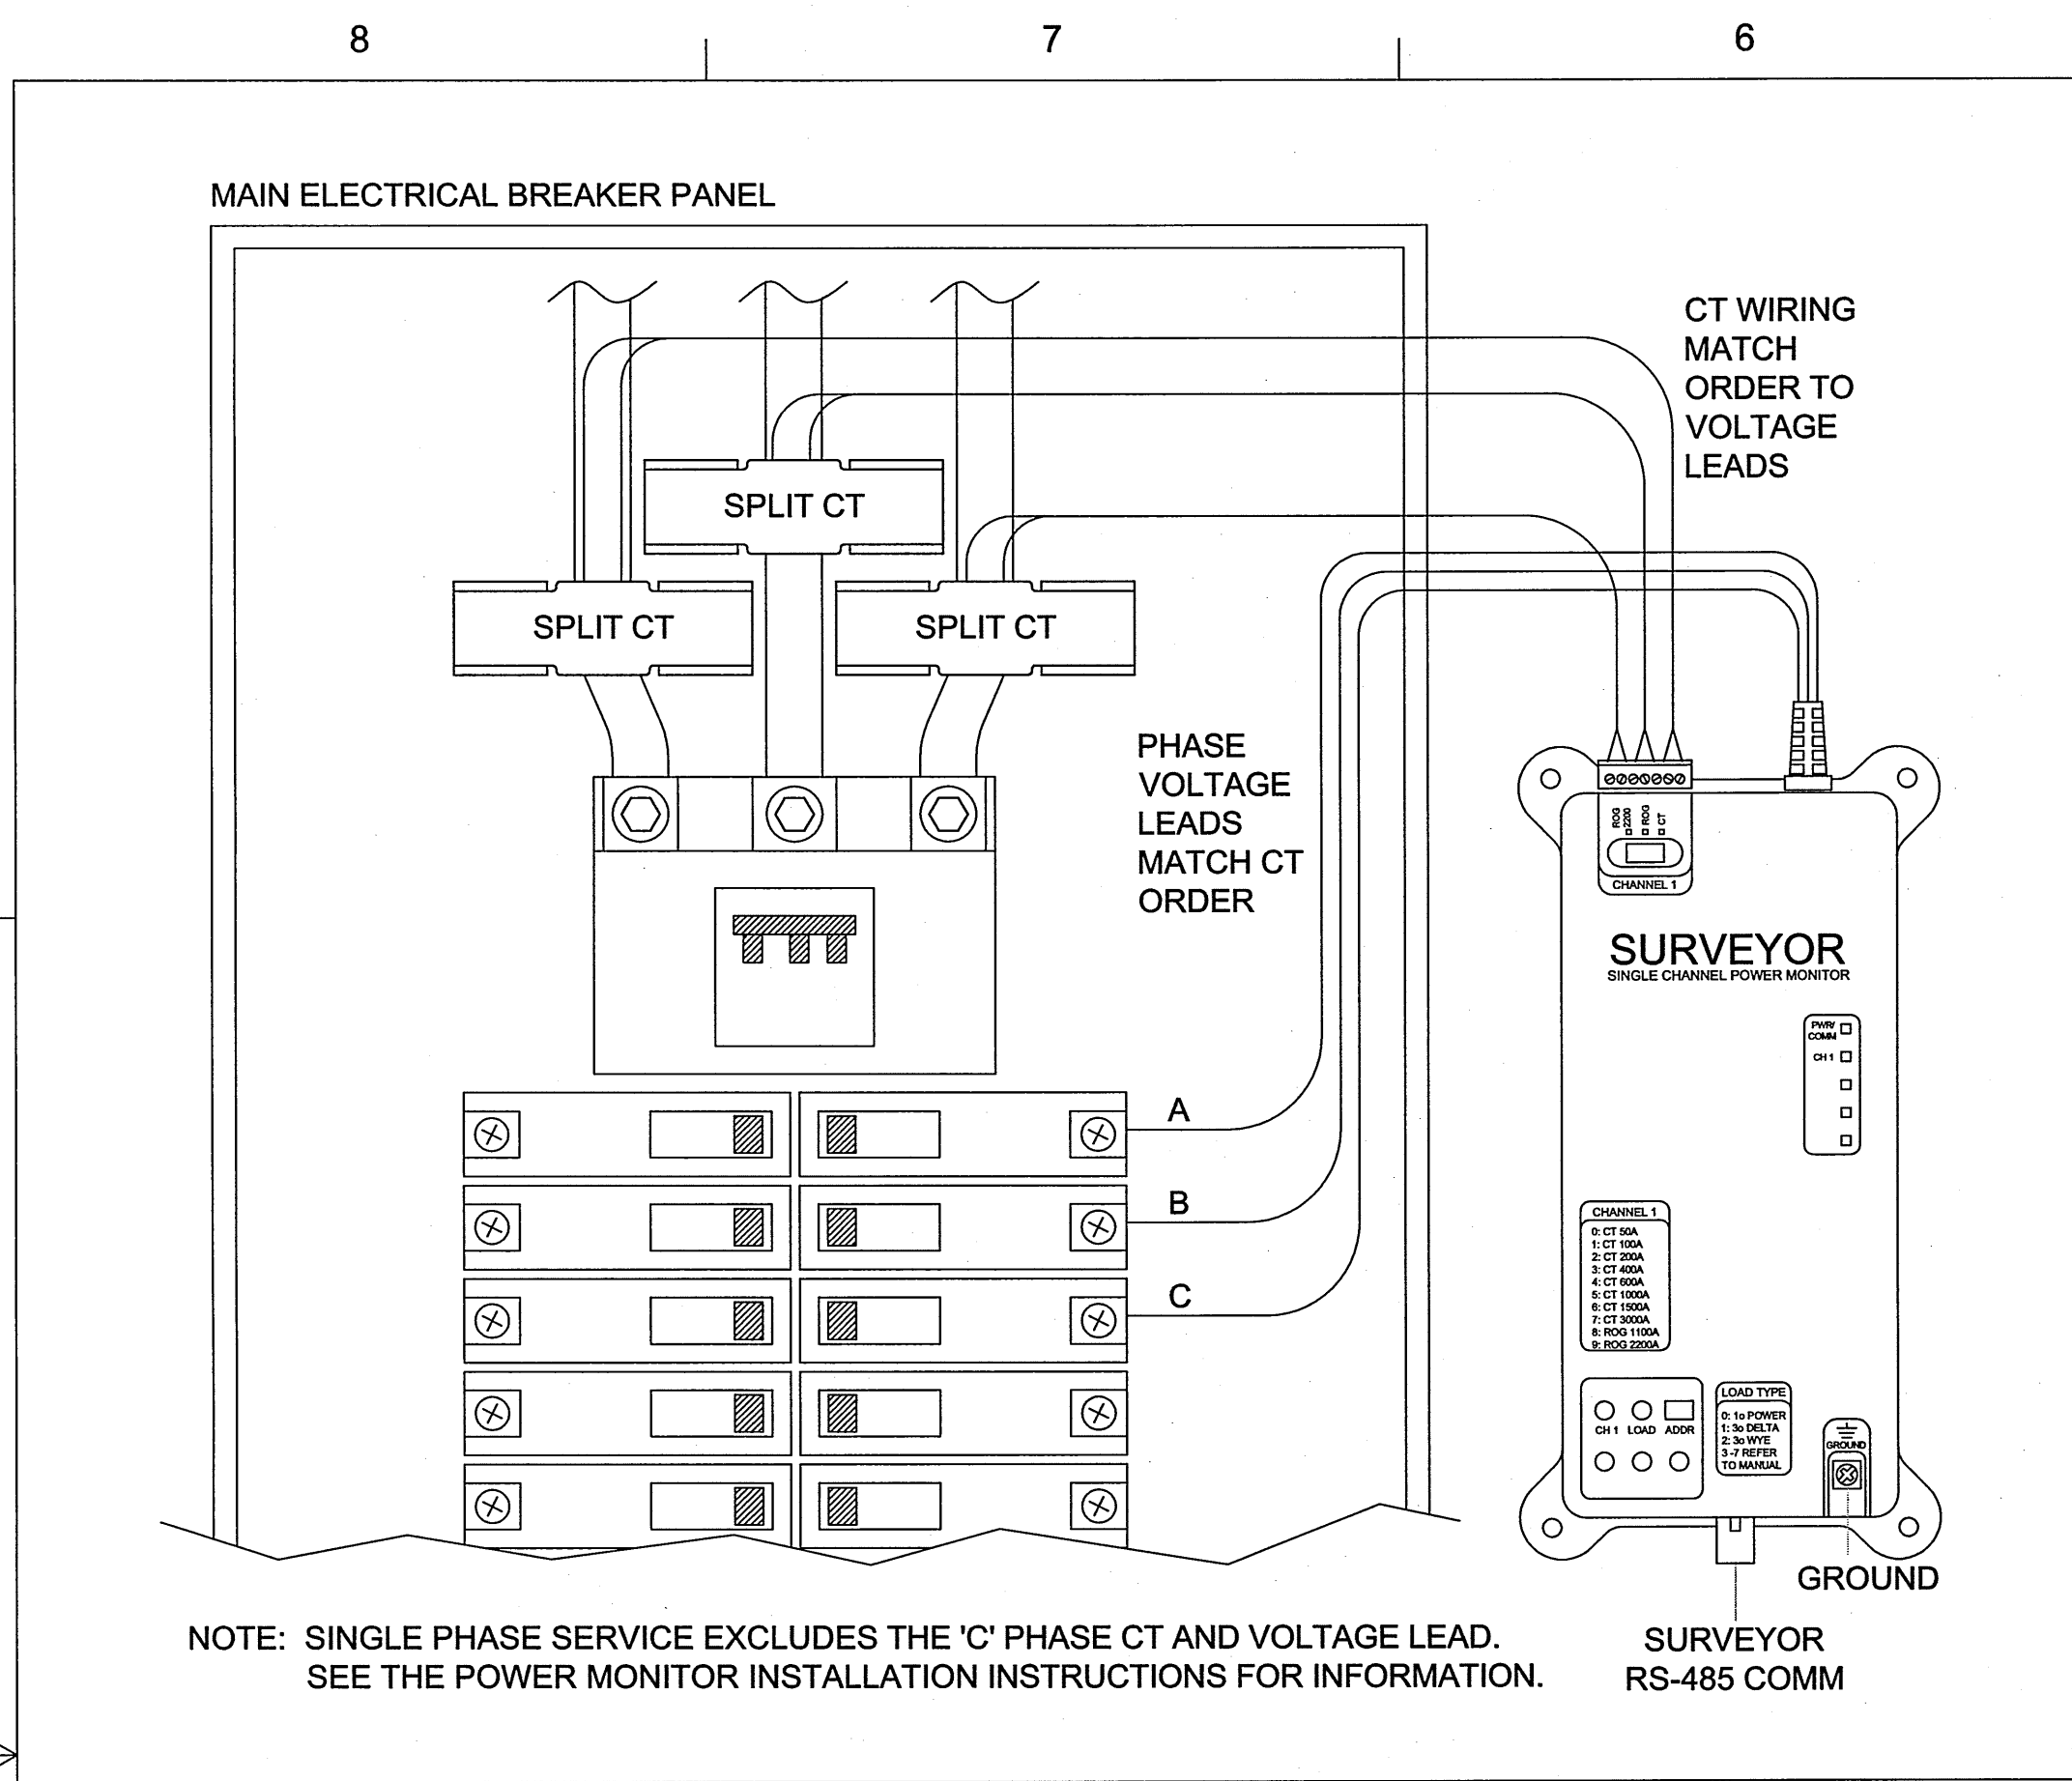 8 7 6
MAIN ELECTRICAL BREAKER PANEL
CT WIRING
MATCH
ORDER TO
VOLTAGE
LEADS
SPLIT CT
SPLIT CT SPLIT CT
PHASE
VOLTAGE
LEADS
MATCH CT
ORDER
ROG
2200
ROG
CT
CHANNEL 1
SURVEYOR
SINGLE CHANNEL POWER MONITOR
PWR/
COMM
CH 1
A
B
C
CHANNEL 1
0: CT 50A
1: CT 100A
2: CT 200A
3: CT 400A
4: CT 600A
5: CT 1000A
6: CT 1500A
7: CT 3000A
8: ROG 1100A
9: ROG 2200A
CH 1 LOAD ADDR
LOAD TYPE
0: 1o POWER
1: 3o DELTA
2: 3o WYE
3 -7 REFER
TO MANUAL
GROUND
GROUND
SURVEYOR
RS-485 COMM
NOTE: SINGLE PHASE SERVICE EXCLUDES THE 'C' PHASE CT AND VOLTAGE LEAD.
SEE THE POWER MONITOR INSTALLATION INSTRUCTIONS FOR INFORMATION.